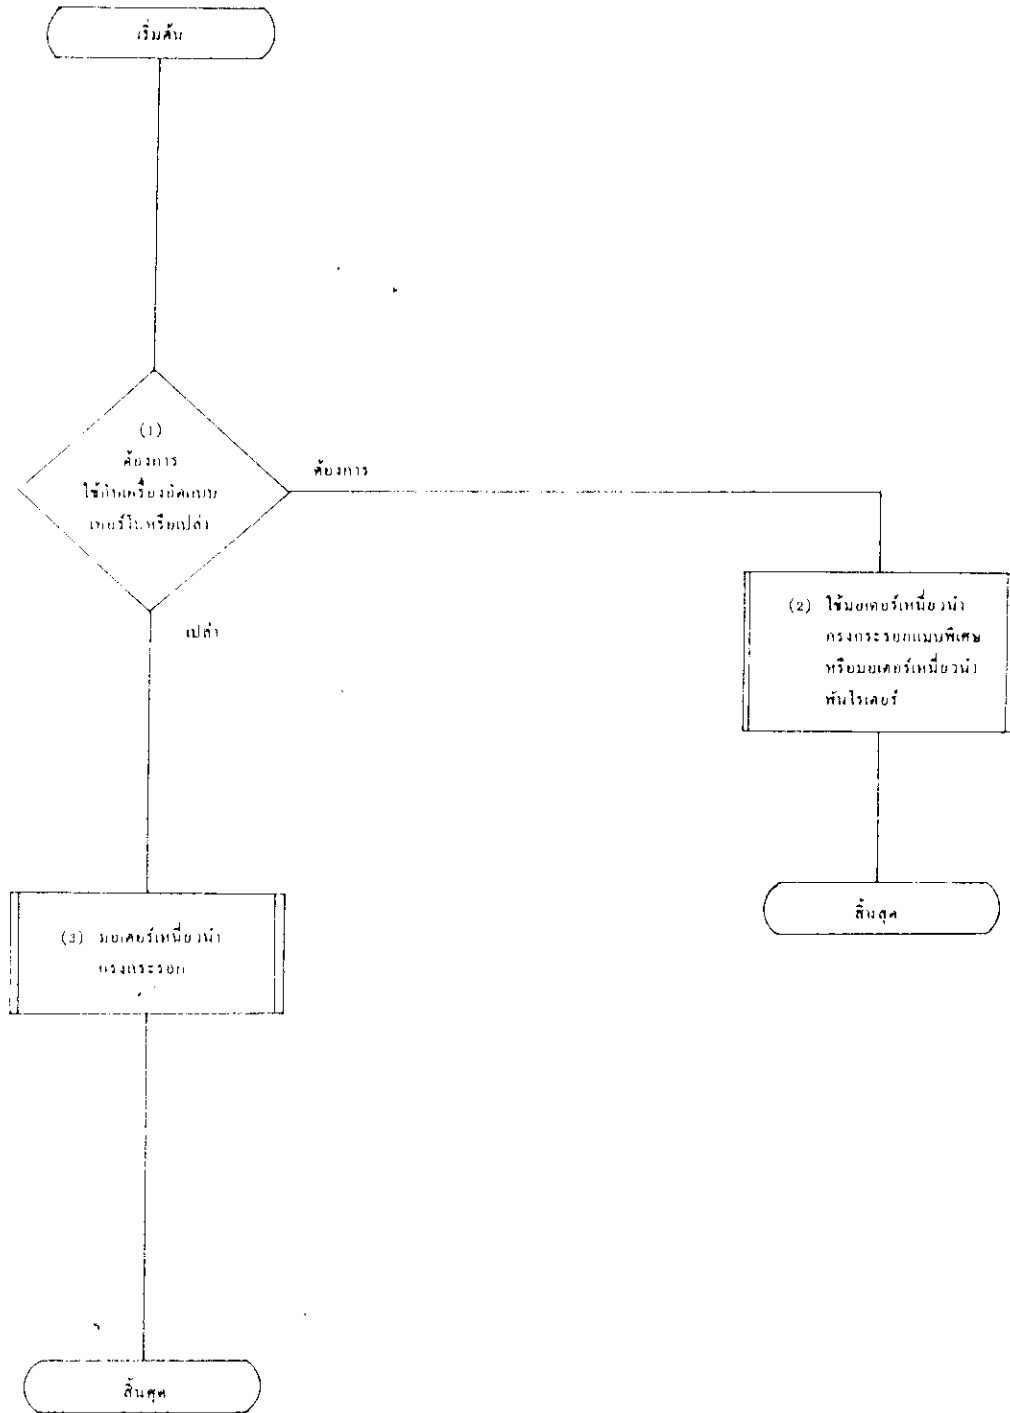 เริ่มต้น
(1)
ต้องการ
ใช้กับเครื่องอัดแบบ
เทอร์ไบหรือเปล่า
ต้องการ
เปล่า
(2) ใช้มอเตอร์เหนี่ยวนำ
กรงกระรอกแบบพิเศษ
หรือมอเตอร์เหนี่ยวนำ
พันโรเตอร์
สิ้นสุด
(3) มอเตอร์เหนี่ยวนำ
กรงกระรอก
สิ้นสุด